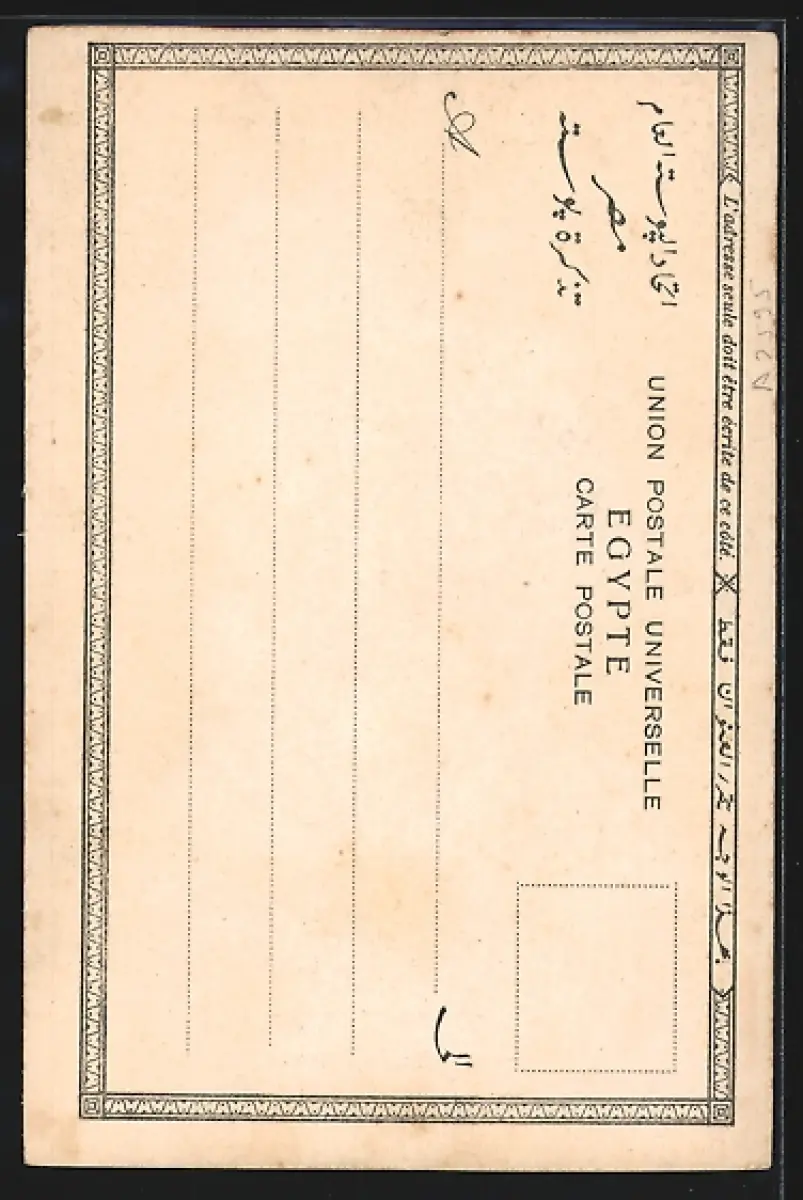 L'adresse seule doit être écrite de ce côté.
اتحاد البوستة العام
مصر
تذكرة بوستة
UNION POSTALE UNIVERSELLE
EGYPTE
CARTE POSTALE
A
الى